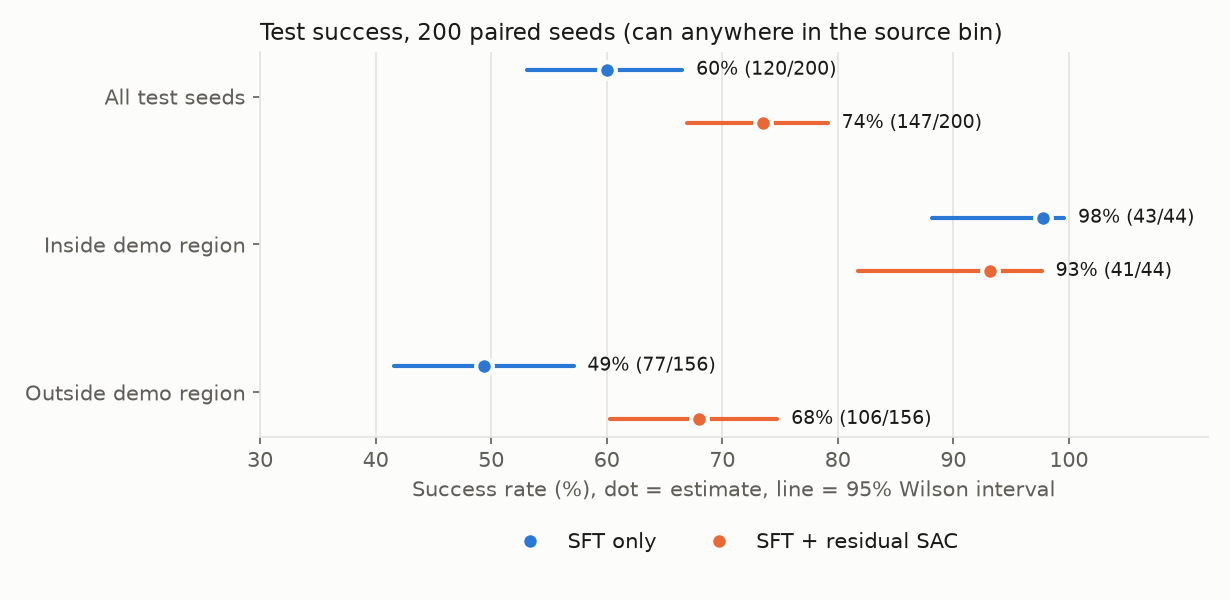 Test success, 200 paired seeds (can anywhere in the source bin)
All test seeds
60% (120/200)
74% (147/200)
Inside demo region
98% (43/44)
93% (41/44)
Outside demo region
49% (77/156)
68% (106/156)
30 40 50 60 70 80 90 100
Success rate (%), dot = estimate, line = 95% Wilson interval
SFT only SFT + residual SAC